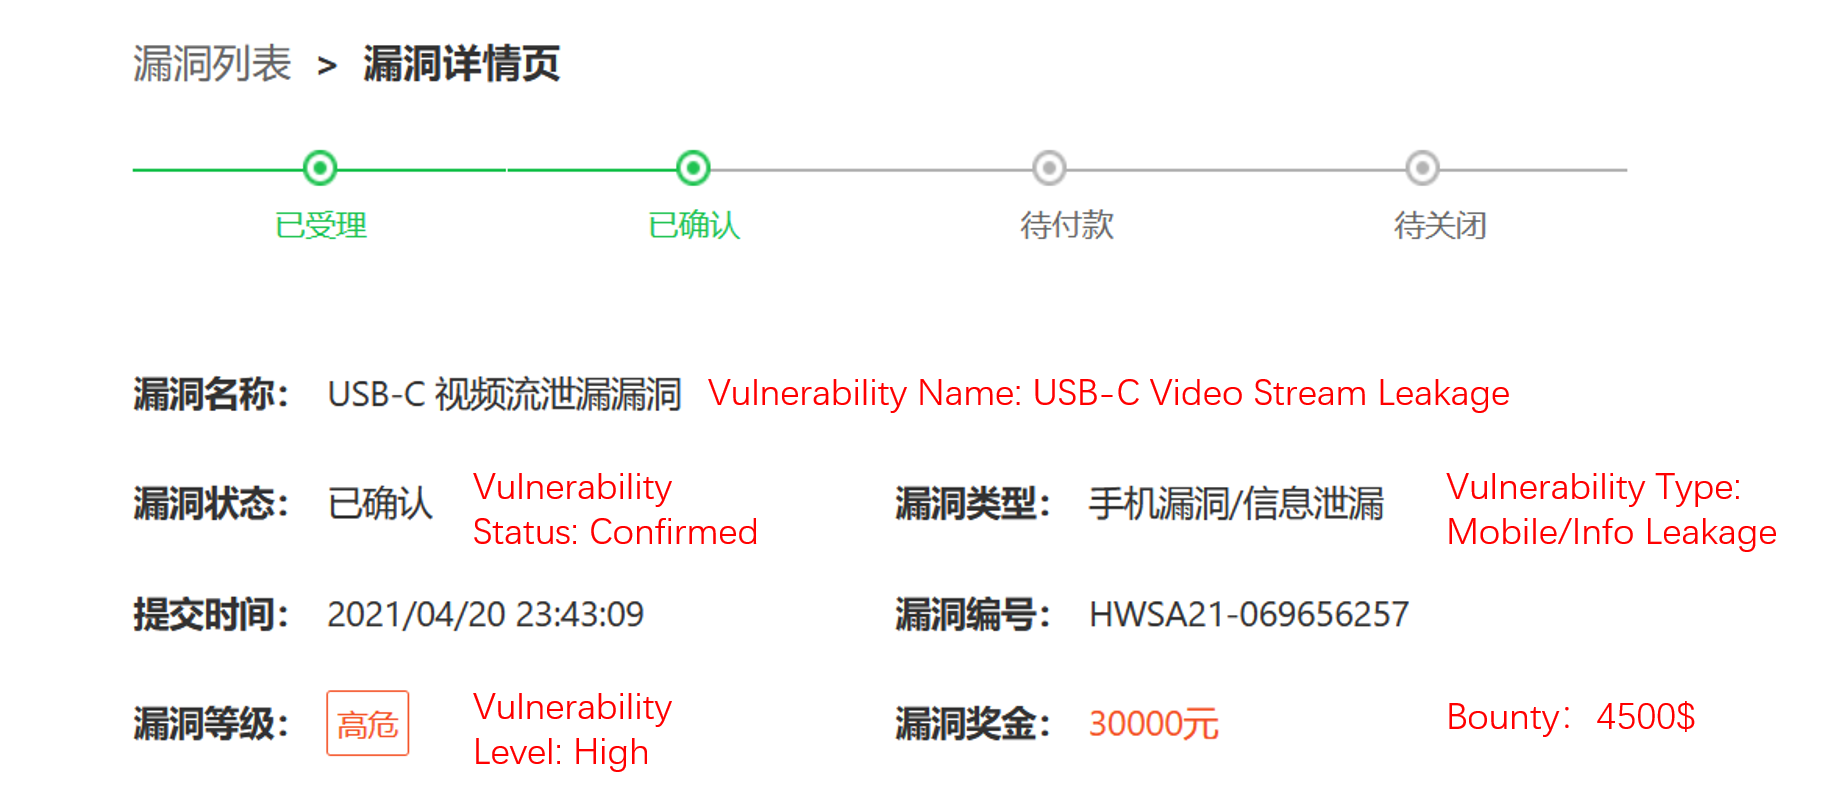 漏洞列表 > 漏洞详情页
已受理 已确认 待付款 待关闭
漏洞名称： USB-C 视频流泄漏漏洞 Vulnerability Name: USB-C Video Stream Leakage
漏洞状态： 已确认 Vulnerability
Status: Confirmed
漏洞类型： 手机漏洞/信息泄漏 Vulnerability Type:
Mobile/Info Leakage
提交时间： 2021/04/20 23:43:09 漏洞编号： HWSA21-069656257
漏洞等级： 高危 Vulnerability
Level: High
漏洞奖金： 30000元 Bounty：4500$